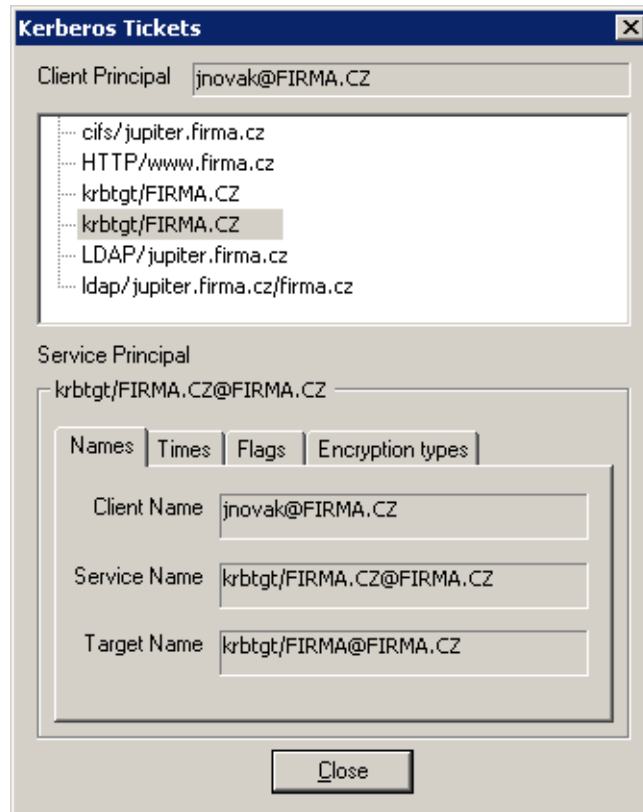 Kerberos Tickets
Client Principal jnovak@FIRMA.CZ
cifs/jupiter.firma.cz
HTTP/www.firma.cz
krbtgt/FIRMA.CZ
krbtgt/FIRMA.CZ
LDAP/jupiter.firma.cz
ldap/jupiter.firma.cz/firma.cz
Service Principal
krbtgt/FIRMA.CZ@FIRMA.CZ
Names Times Flags Encryption types
Client Name jnovak@FIRMA.CZ
Service Name krbtgt/FIRMA.CZ@FIRMA.CZ
Target Name krbtgt/FIRMA@FIRMA.CZ
Close